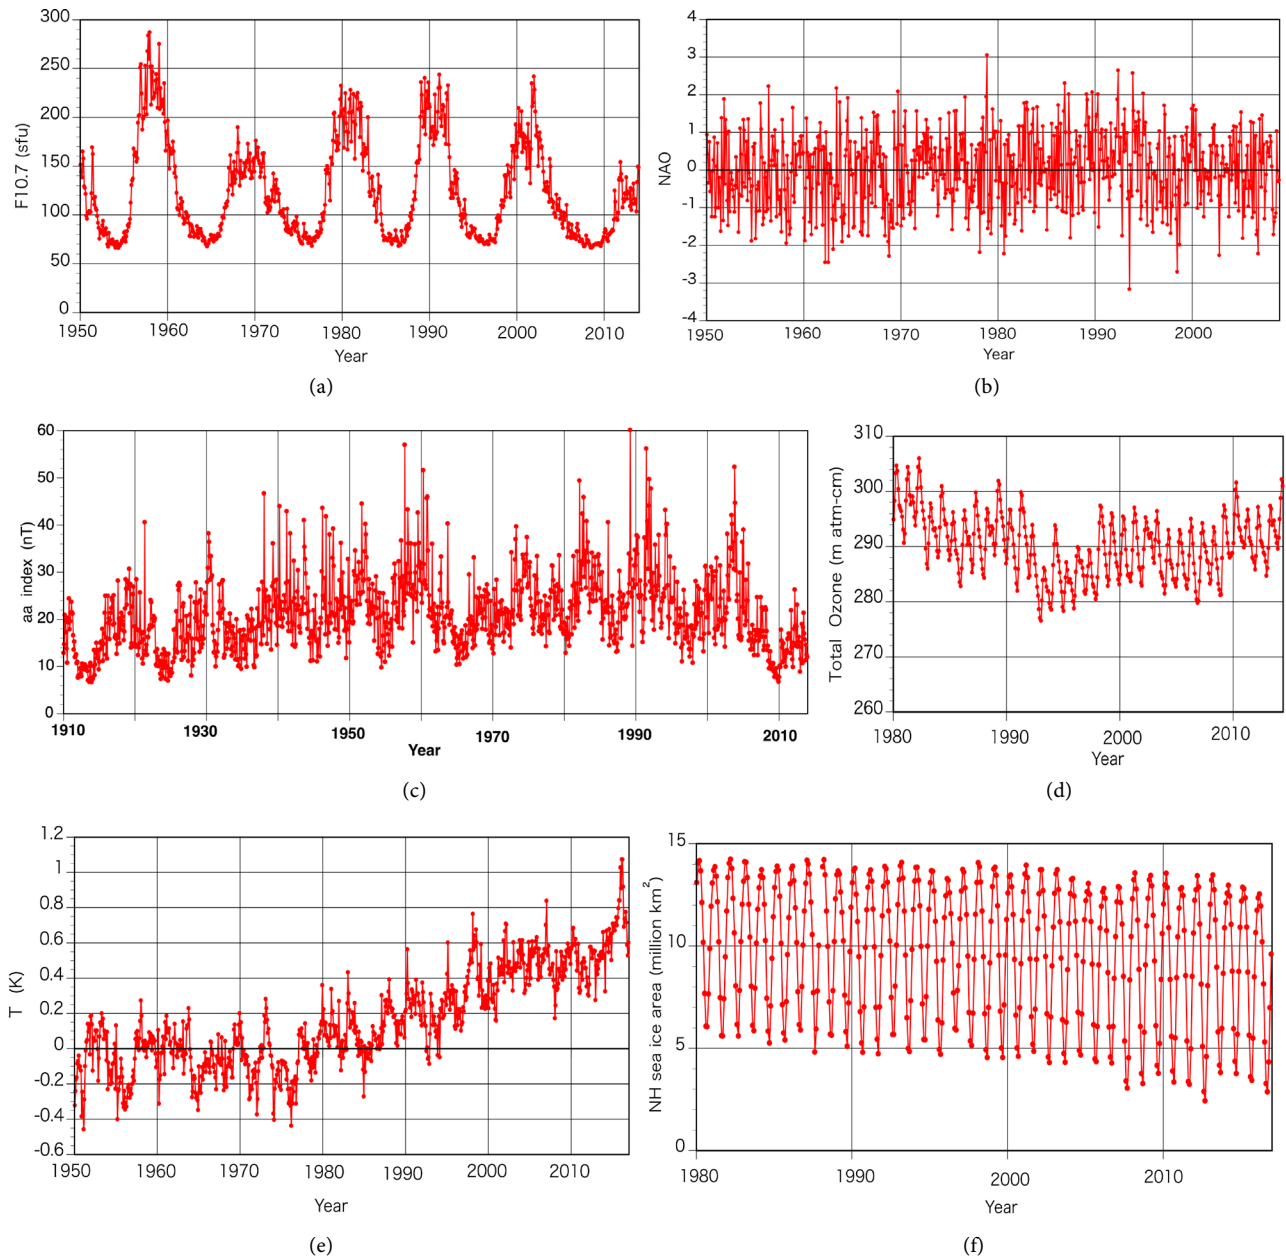 300
250
200
150
100
50
0
F10.7 (sfu)
1950 1960 1970 1980 1990 2000 2010
Year
(a)
4
3
2
1
0
-1
-2
-3
-4
NAO
1950 1960 1970 1980 1990 2000
Year
(b)
60
50
40
30
20
10
0
aa index (nT)
1910 1930 1950 1970 1990 2010
Year
(c)
310
300
290
280
270
260
Total Ozone (m atm-cm)
1980 1990 2000 2010
Year
(d)
1.2
1
0.8
0.6
0.4
0.2
0
-0.2
-0.4
-0.6
T (K)
1950 1960 1970 1980 1990 2000 2010
Year
(e)
15
10
5
0
NH sea ice area (million km²)
1980 1990 2000 2010
Year
(f)